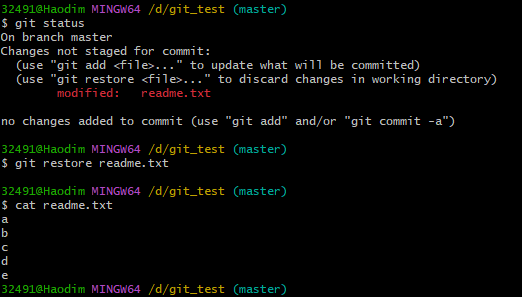 32491@Haodim MINGW64 /d/git_test (master)
$ git status
On branch master
Changes not staged for commit:
  (use "git add <file>..." to update what will be committed)
  (use "git restore <file>..." to discard changes in working directory)
        modified:   readme.txt

no changes added to commit (use "git add" and/or "git commit -a")

32491@Haodim MINGW64 /d/git_test (master)
$ git restore readme.txt

32491@Haodim MINGW64 /d/git_test (master)
$ cat readme.txt
a
b
c
d
e
32491@Haodim MINGW64 /d/git_test (master)